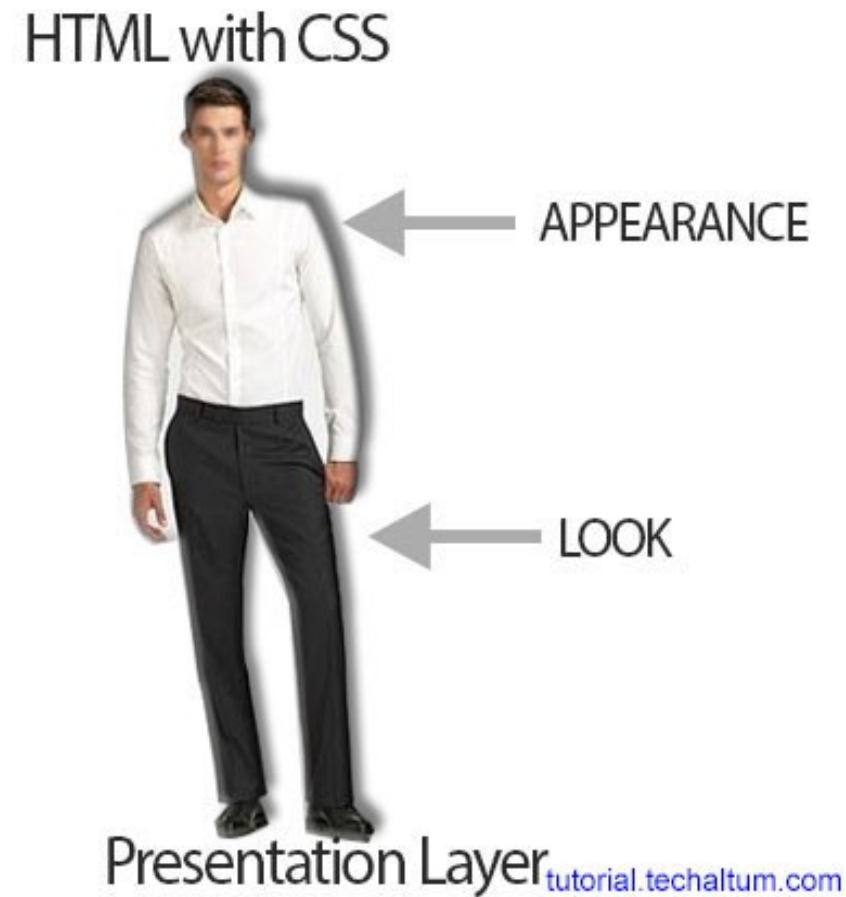 HTML with CSS
APPEARANCE
LOOK
Presentation Layer
tutorial.techaltum.com